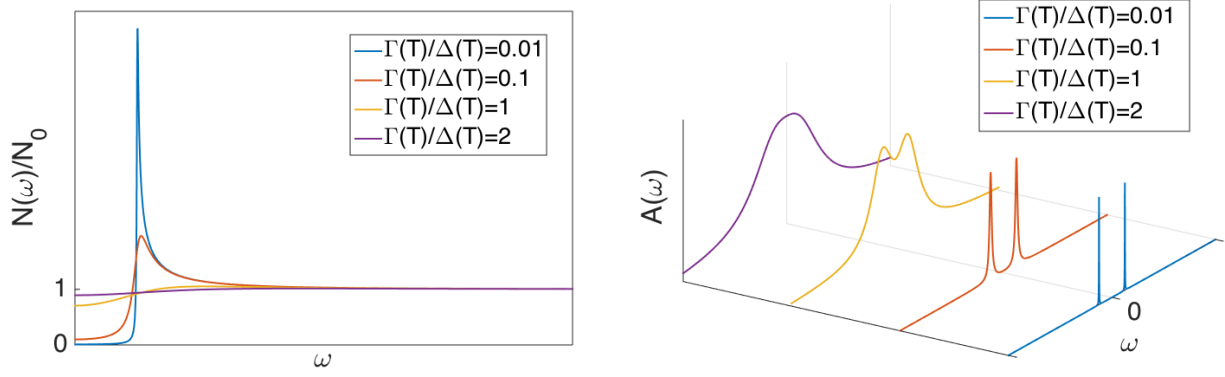 Γ(T)/Δ(T)=0.01
Γ(T)/Δ(T)=0.1
Γ(T)/Δ(T)=1
Γ(T)/Δ(T)=2
N(ω)/N₀
1
0
ω
Γ(T)/Δ(T)=0.01
Γ(T)/Δ(T)=0.1
Γ(T)/Δ(T)=1
Γ(T)/Δ(T)=2
A(ω)
0
ω